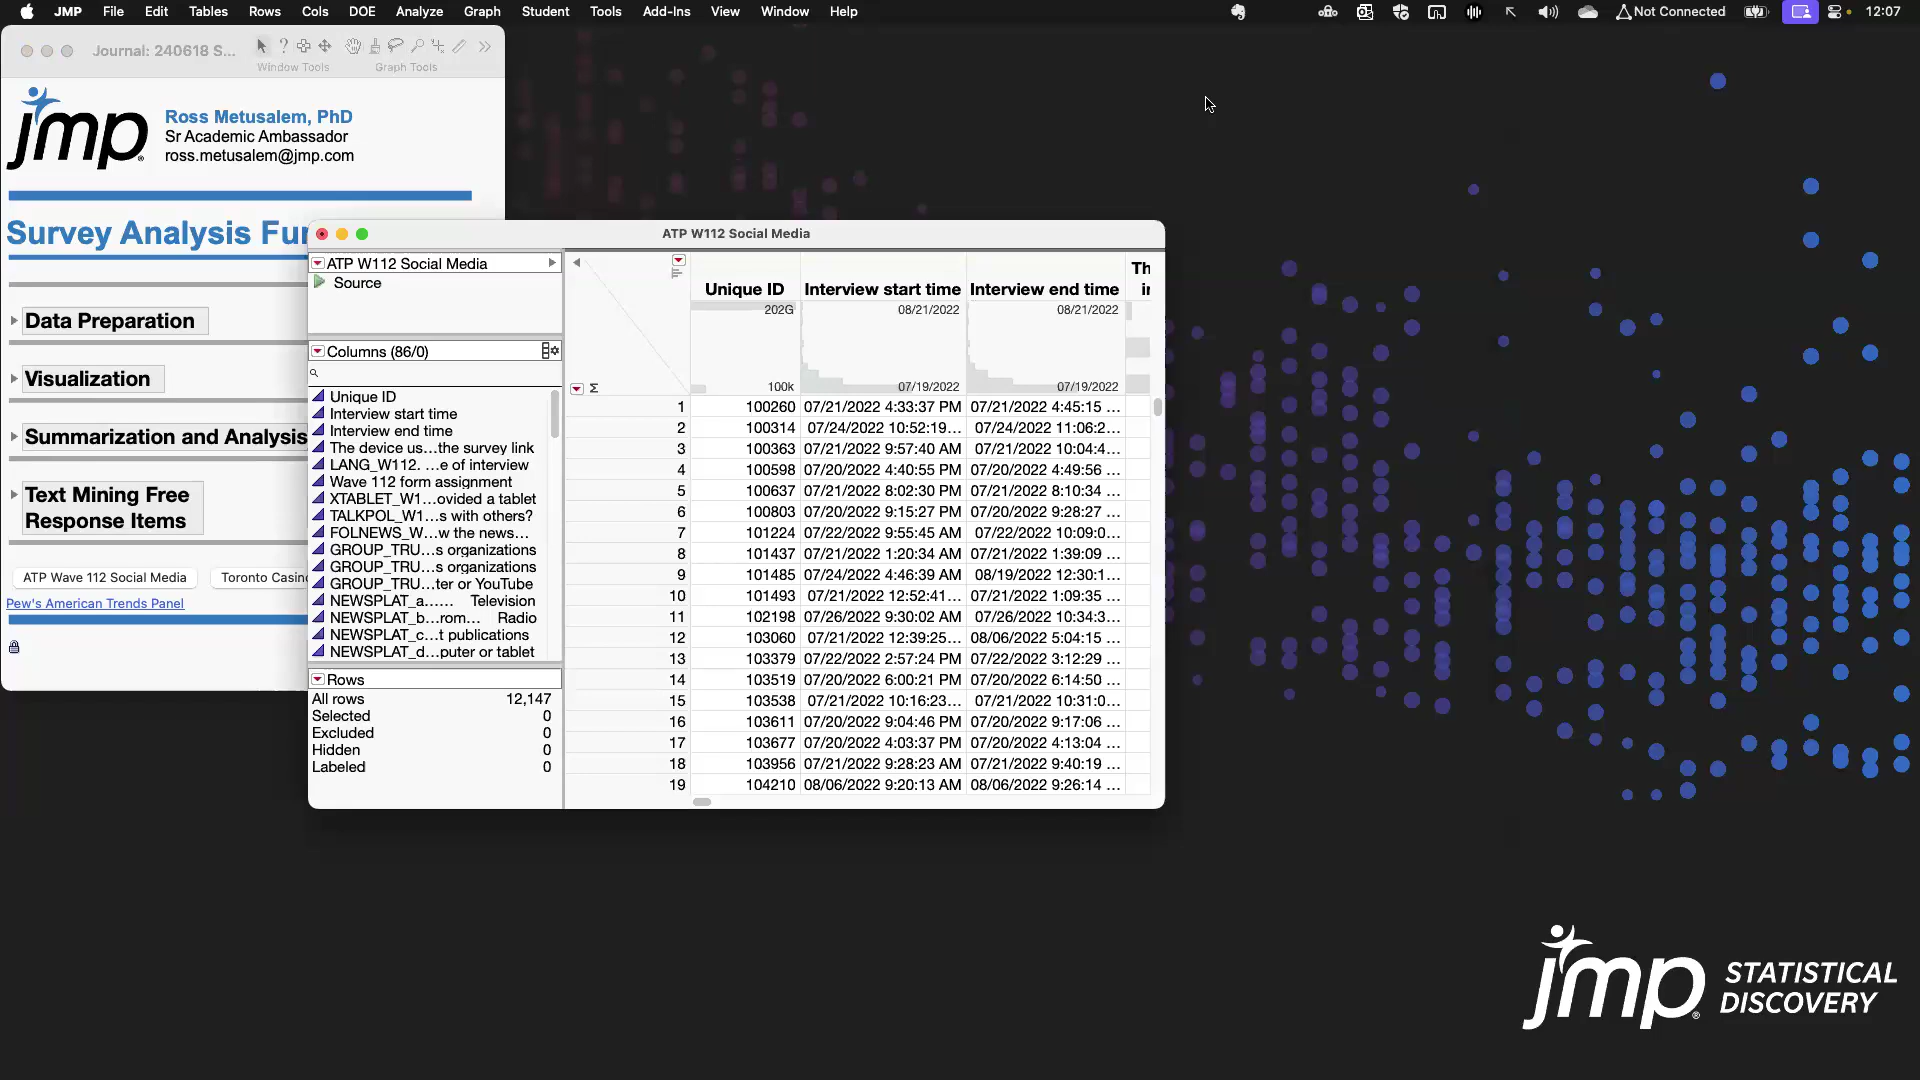 JMP File Edit Tables Rows Cols DOE Analyze Graph Student Tools Add-Ins View Window Help Not Connected 12:07
Journal: 240618 S...
Window Tools Graph Tools
jmp
Ross Metusalem, PhD
Sr Academic Ambassador
ross.metusalem@jmp.com
Survey Analysis Fu
Data Preparation
Visualization
Summarization and Analysis
Text Mining Free
Response Items
ATP Wave 112 Social Media Toronto Casin
Pew's American Trends Panel
ATP W112 Social Media
ATP W112 Social Media
Source
Columns (86/0)
Unique ID
Interview start time
Interview end time
The device us...the survey link
LANG_W112. ...e of interview
Wave 112 form assignment
XTABLET_W1...ovided a tablet
TALKPOL_W1...s with others?
FOLNEWS_W...w the news...
GROUP_TRU...s organizations
GROUP_TRU...s organizations
GROUP_TRU...ter or YouTube
NEWSPLAT_a...... Television
NEWSPLAT_b...rom... Radio
NEWSPLAT_c...t publications
NEWSPLAT_d...puter or tablet
Rows
All rows 12,147
Selected 0
Excluded 0
Hidden 0
Labeled 0
Th
Unique ID Interview start time Interview end time
202G 08/21/2022 08/21/2022
Σ 100k 07/19/2022 07/19/2022
1 100260 07/21/2022 4:33:37 PM 07/21/2022 4:45:15 ...
2 100314 07/24/2022 10:52:19... 07/24/2022 11:06:2...
3 100363 07/21/2022 9:57:40 AM 07/21/2022 10:04:4...
4 100598 07/20/2022 4:40:55 PM 07/20/2022 4:49:56 ...
5 100637 07/21/2022 8:02:30 PM 07/21/2022 8:10:34 ...
6 100803 07/20/2022 9:15:27 PM 07/20/2022 9:28:27 ...
7 101224 07/22/2022 9:55:45 AM 07/22/2022 10:09:0...
8 101437 07/21/2022 1:20:34 AM 07/21/2022 1:39:09 ...
9 101485 07/24/2022 4:46:39 AM 08/19/2022 12:30:1...
10 101493 07/21/2022 12:52:41... 07/21/2022 1:09:35 ...
11 102198 07/26/2022 9:30:02 AM 07/26/2022 10:34:3...
12 103060 07/21/2022 12:39:25... 08/06/2022 5:04:15 ...
13 103379 07/22/2022 2:57:24 PM 07/22/2022 3:12:29 ...
14 103519 07/20/2022 6:00:21 PM 07/20/2022 6:14:50 ...
15 103538 07/21/2022 10:16:23... 07/21/2022 10:31:0...
16 103611 07/20/2022 9:04:46 PM 07/20/2022 9:17:06 ...
17 103677 07/20/2022 4:03:37 PM 07/20/2022 4:13:04 ...
18 103956 07/21/2022 9:28:23 AM 07/21/2022 9:40:19 ...
19 104210 08/06/2022 9:20:13 AM 08/06/2022 9:26:14 ...
jmp STATISTICAL
DISCOVERY